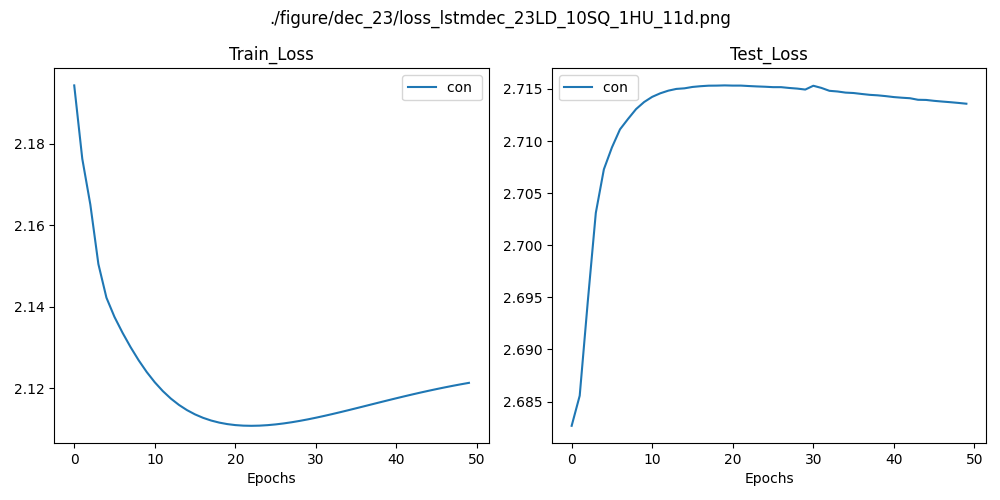 ./figure/dec_23/loss_lstmdec_23LD_10SQ_1HU_11d.png
Train_Loss
con
2.18
2.16
2.14
2.12
0 10 20 30 40 50
Epochs
Test_Loss
con
2.715
2.710
2.705
2.700
2.695
2.690
2.685
0 10 20 30 40 50
Epochs